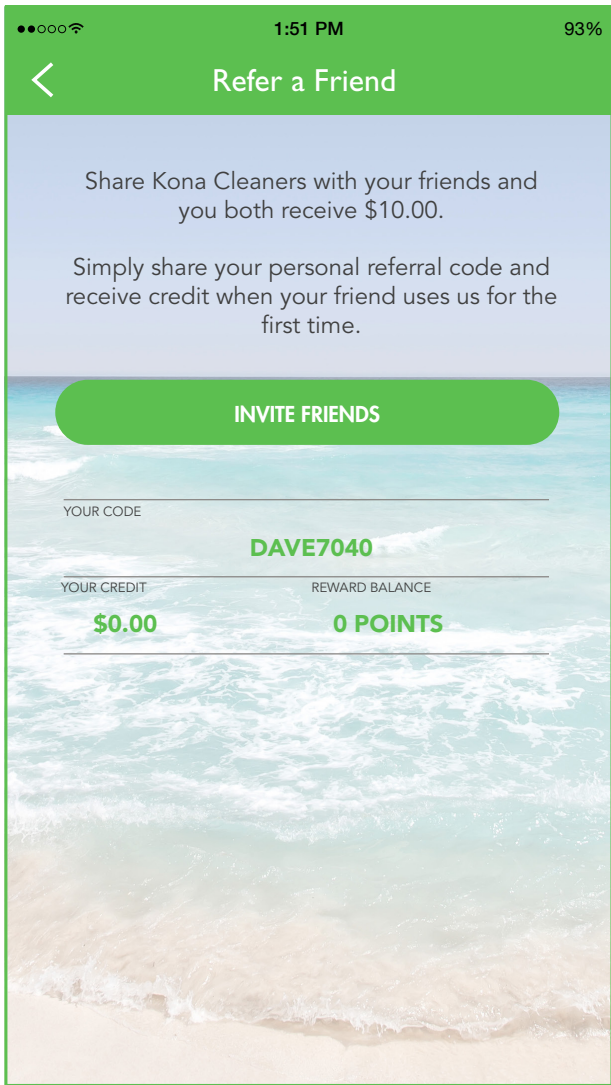 1:51 PM
93%
Refer a Friend
Share Kona Cleaners with your friends and
you both receive $10.00.
Simply share your personal referral code and
receive credit when your friend uses us for the
first time.
INVITE FRIENDS
YOUR CODE
DAVE7040
YOUR CREDIT REWARD BALANCE
$0.00 0 POINTS